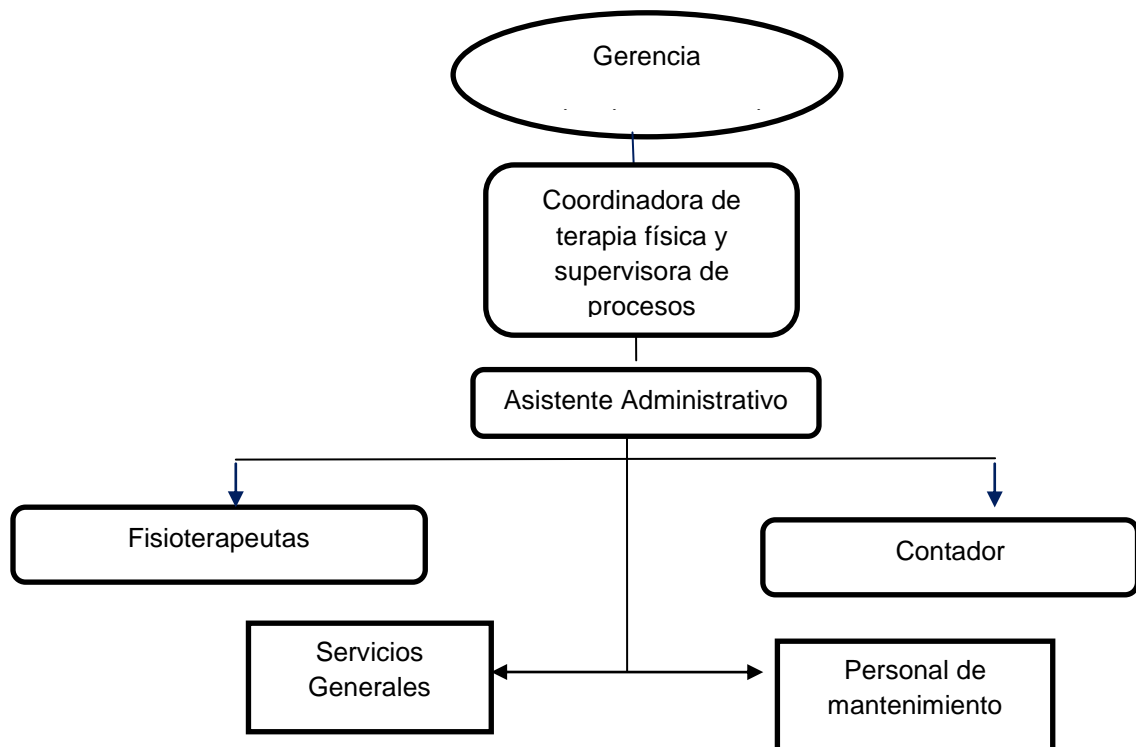 Gerencia
Coordinadora de
terapia física y
supervisora de
procesos
Asistente Administrativo
Fisioterapeutas
Contador
Servicios
Generales
Personal de
mantenimiento